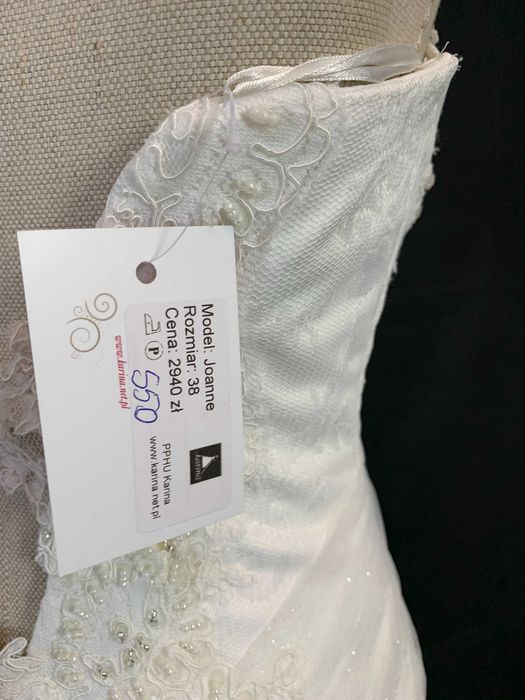 Model: Joanne
Rozmiar: 38
Cena: 2940 zł
P
550
PPHU Karina
www.karina.net.pl
www.karina.net.pl